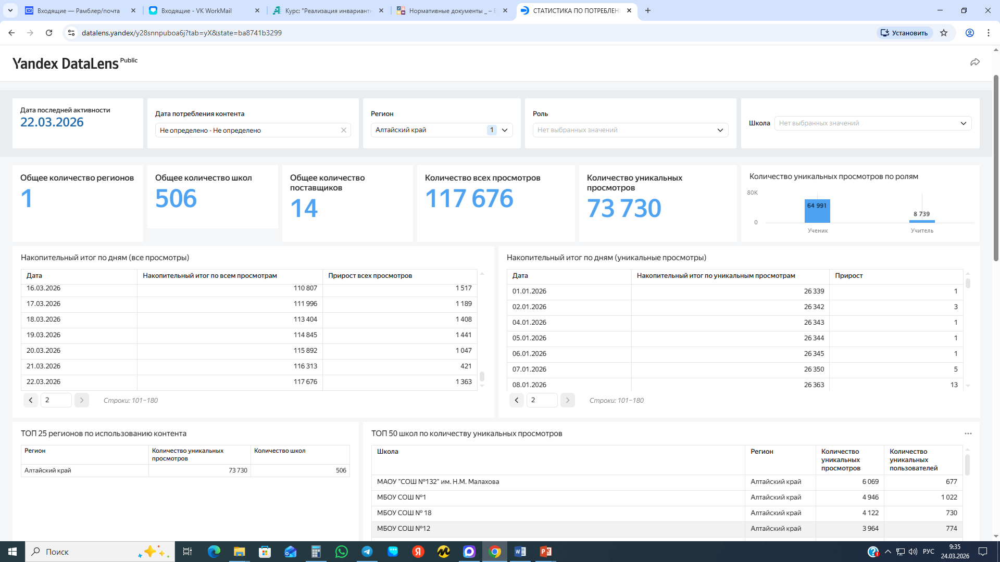 Входящие — Рамблер/почта
Входящие - VK WorkMail
Курс: "Реализация инвариант
Нормативные документы _ –
СТАТИСТИКА ПО ПОТРЕБЛЕН
datalens.yandex/y28snnpuboa6j?tab=yX&state=ba8741b3299
Установить
Yandex DataLens Public
Дата последней активности
22.03.2026
Дата потребления контента
Не определено - Не определено
Регион
Алтайский край 1
Роль
Нет выбранных значений
Школа Нет выбранных значений
Общее количество регионов
1
Общее количество школ
506
Общее количество
поставщиков
14
Количество всех просмотров
117 676
Количество уникальных
просмотров
73 730
Количество уникальных просмотров по ролям
80K
0
64 991
8 739
Ученик
Учитель
Накопительный итог по дням (все просмотры)
Дата Накопительный итог по всем просмотрам Прирост всех просмотров
16.03.2026 110 807 1 517
17.03.2026 111 996 1 189
18.03.2026 113 404 1 408
19.03.2026 114 845 1 441
20.03.2026 115 892 1 047
21.03.2026 116 313 421
22.03.2026 117 676 1 363
2 Строки: 101–180
Накопительный итог по дням (уникальные просмотры)
Дата Накопительный итог по уникальным просмотрам Прирост
01.01.2026 26 339 1
02.01.2026 26 342 3
04.01.2026 26 343 1
05.01.2026 26 344 1
06.01.2026 26 345 1
07.01.2026 26 350 5
08.01.2026 26 363 13
2 Строки: 101–180
ТОП 25 регионов по использованию контента
Регион Количество уникальных просмотров Количество школ
Алтайский край 73 730 506
ТОП 50 школ по количеству уникальных просмотров
Школа Регион Количество уникальных просмотров Количество уникальных пользователей
МАОУ "СОШ №132" им. Н.М. Малахова Алтайский край 6 069 677
МБОУ СОШ №1 Алтайский край 4 946 1 022
МБОУ СОШ № 18 Алтайский край 4 122 730
МБОУ СОШ №12 Алтайский край 3 964 774
Поиск
РУС
9:35
24.03.2026